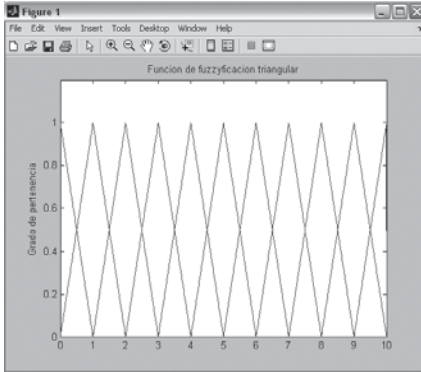 Figure 1
File Edit View Insert Tools Desktop Window Help
Funcion de fuzzyficacion triangular
Grado de pertenencia
1
0.8
0.6
0.4
0.2
0
0 1 2 3 4 5 6 7 8 9 10